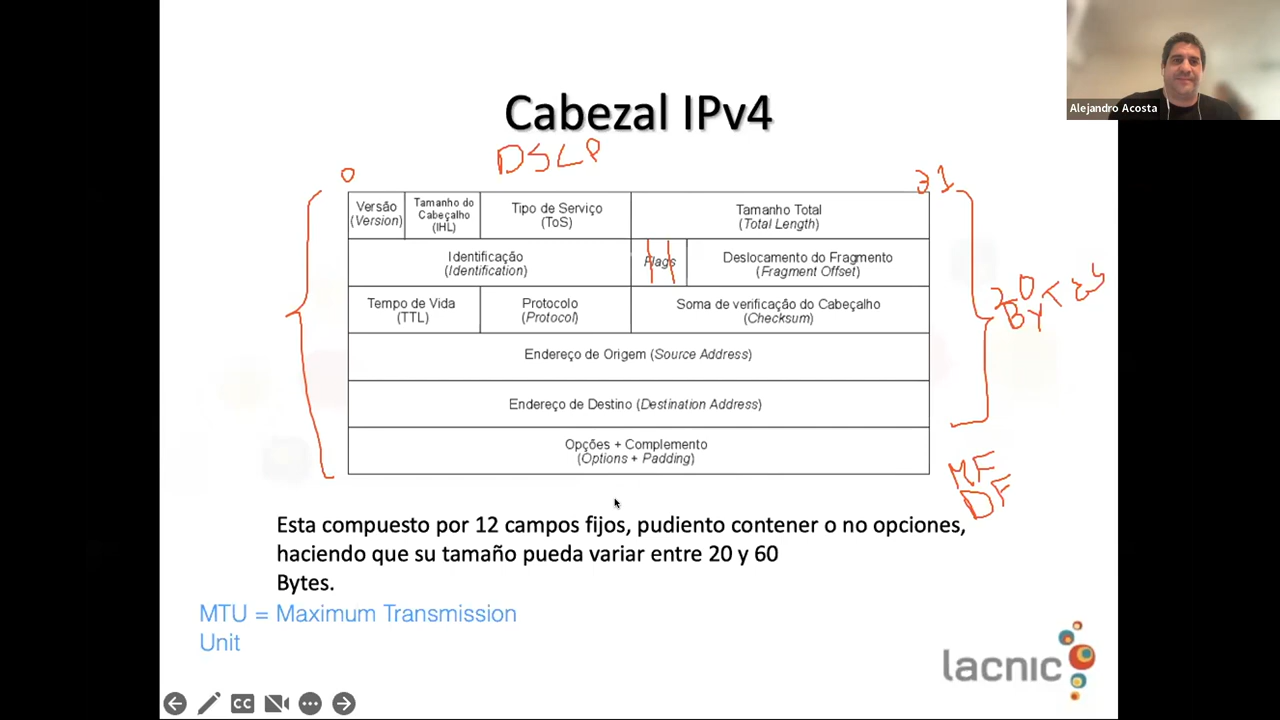 Alejandro Acosta
Cabezal IPv4
DSCP
0
31
Versão
(Version)
Tamanho do
Cabeçalho
(IHL)
Tipo de Serviço
(ToS)
Tamanho Total
(Total Length)
Identificação
(Identification)
Flags
Deslocamento do Fragmento
(Fragment Offset)
Tempo de Vida
(TTL)
Protocolo
(Protocol)
Soma de verificação do Cabeçalho
(Checksum)
20
BYTES
Endereço de Origem (Source Address)
Endereço de Destino (Destination Address)
Opções + Complemento
(Options + Padding)
MF
DF
Esta compuesto por 12 campos fijos, pudiento contener o no opciones,
haciendo que su tamaño pueda variar entre 20 y 60
Bytes.
MTU = Maximum Transmission
Unit
lacnic
CC